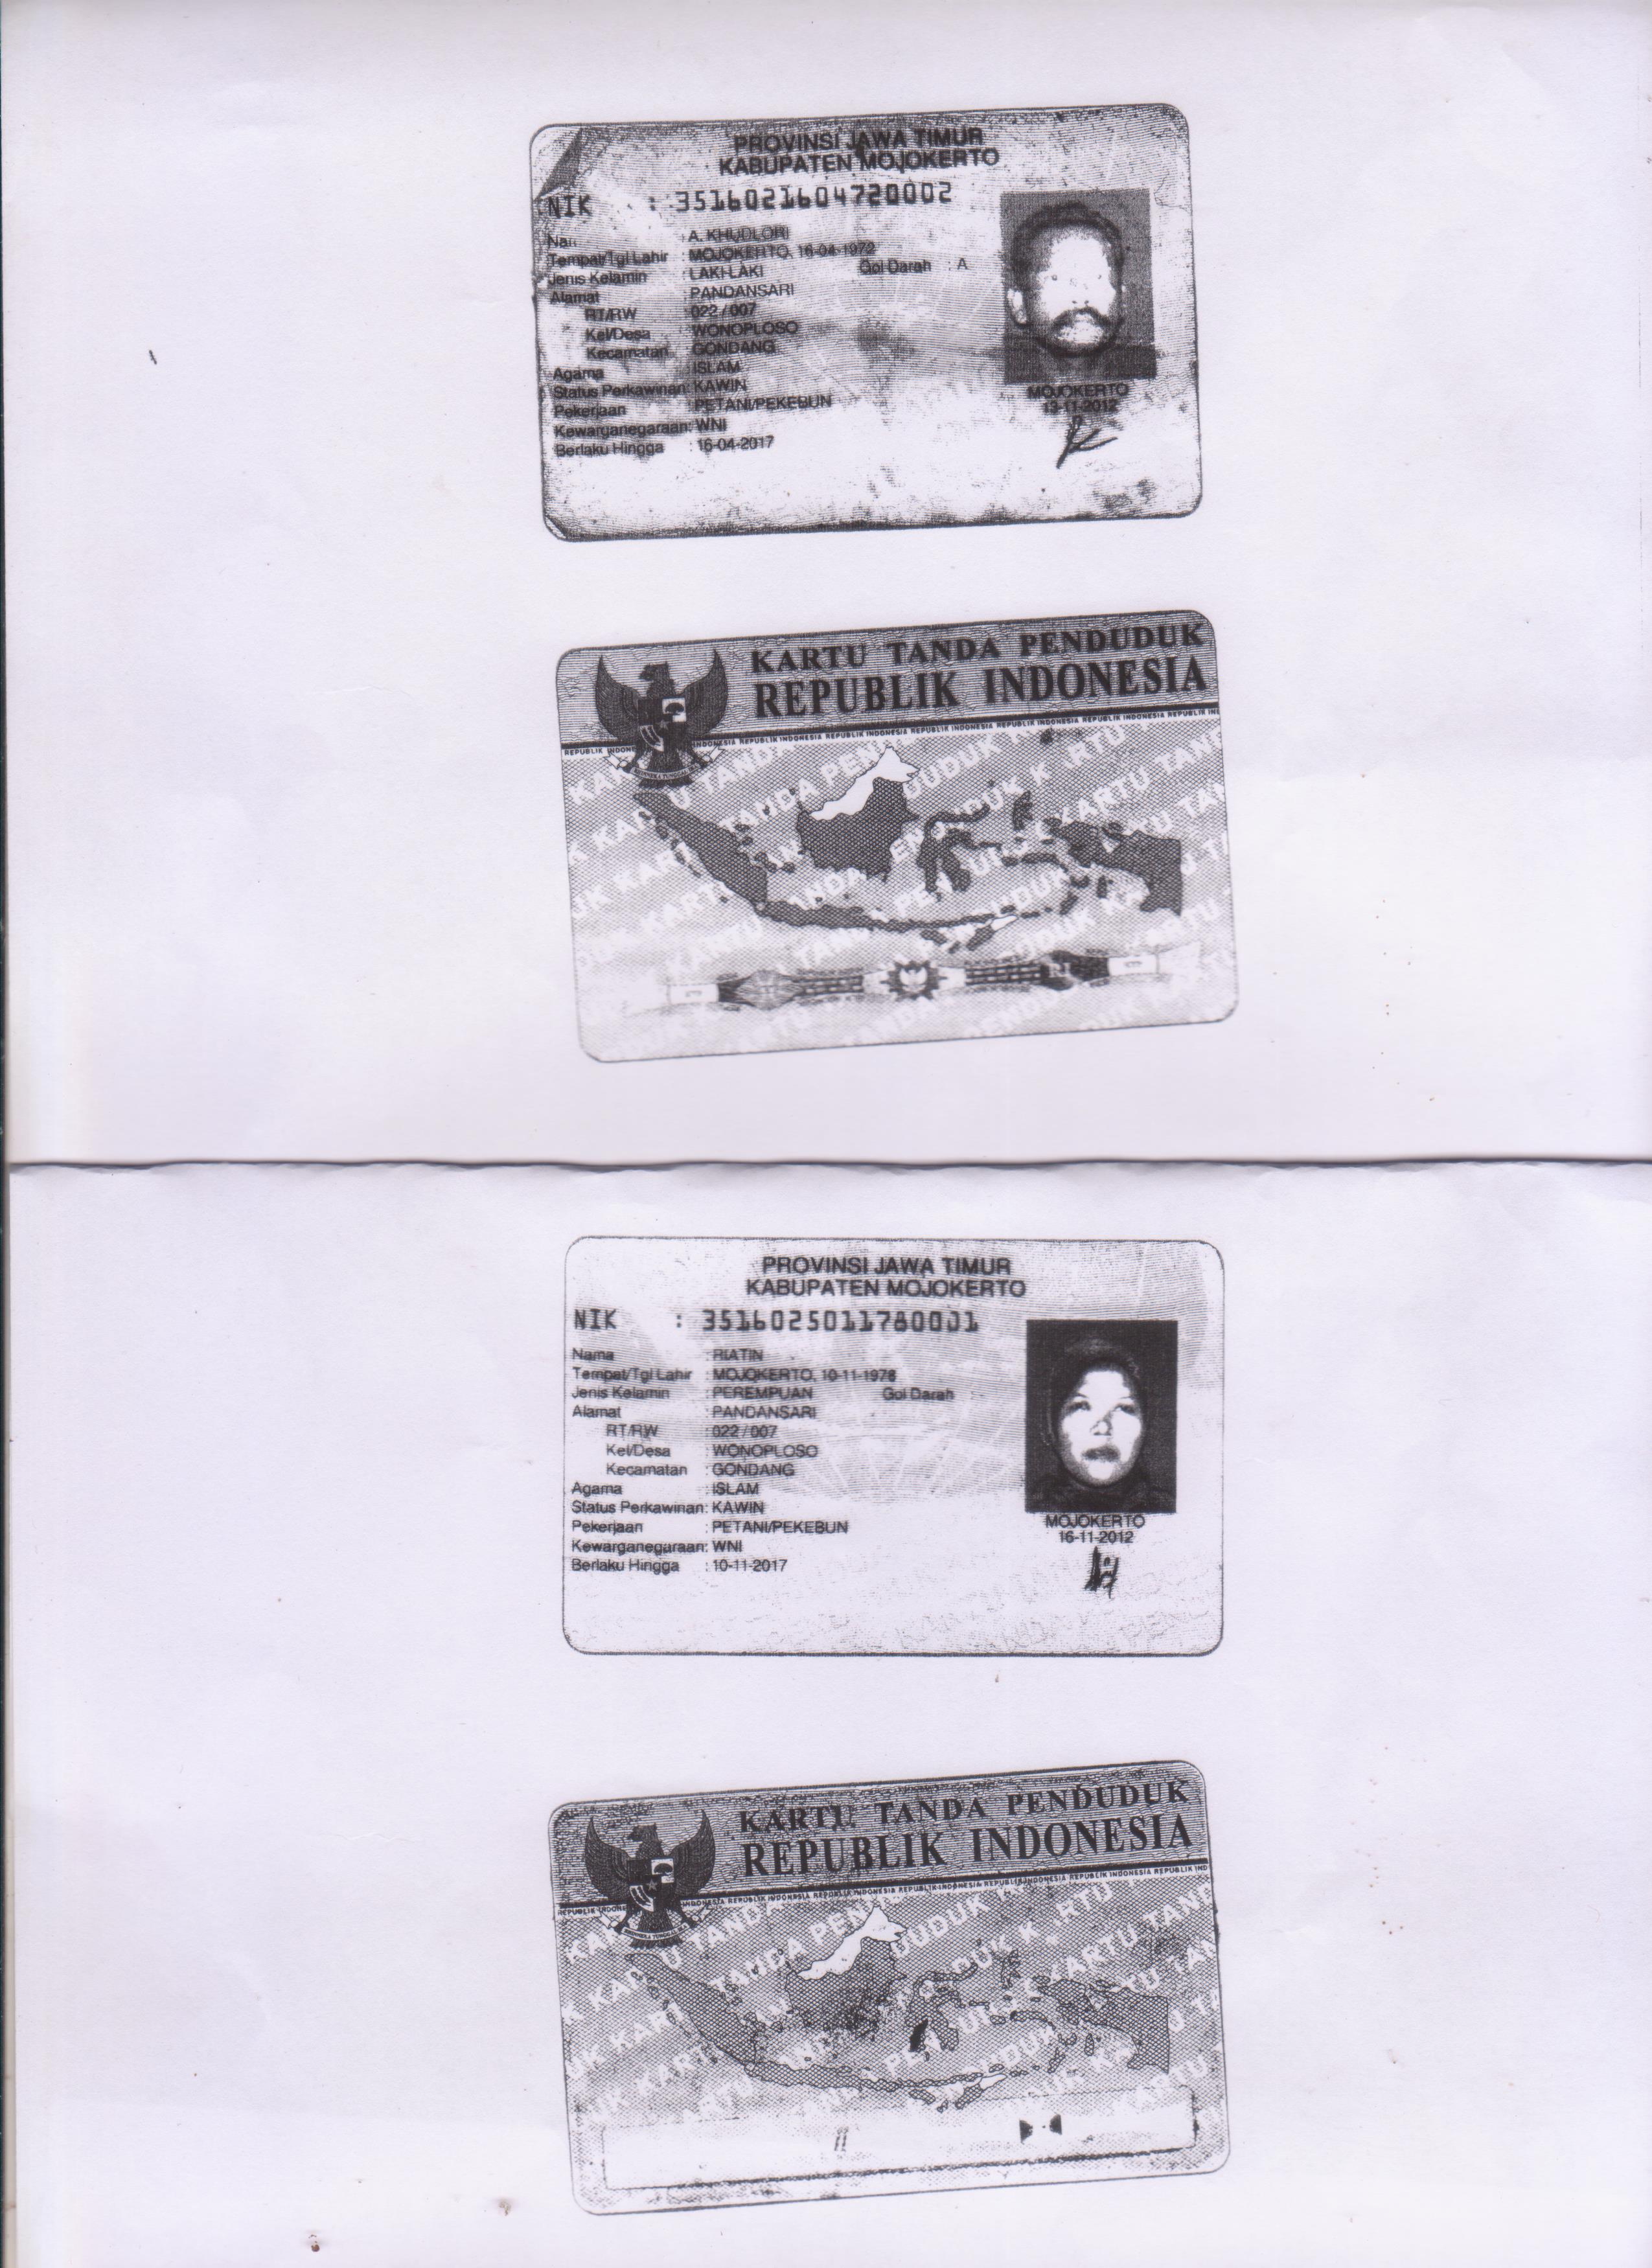 PROVINSI JAWA TIMUR
KABUPATEN MOJOKERTO
NIK : 3516021604720002
A. KHUDLORI
Tempat/Tgl Lahir : MOJOKERTO, 16-04-1972
Jenis Kelamin : LAKI-LAKI Gol Darah : A
Alamat : PANDANSARI
RT/RW : 022 / 007
Kel/Desa : WONOPLOSO
Kecamatan : GONDANG
Agama : ISLAM
Status Perkawinan: KAWIN
Pekerjaan : PETANI/PEKEBUN
Kewarganegaraan: WNI
Berlaku Hingga : 16-04-2017
MOJOKERTO
13-11-2012
KARTU TANDA PENDUDUK
REPUBLIK INDONESIA
PROVINSI JAWA TIMUR
KABUPATEN MOJOKERTO
NIK : 3516025011780001
Nama : RIATIN
Tempat/Tgl Lahir : MOJOKERTO, 10-11-1978
Jenis Kelamin : PEREMPUAN Gol Darah
Alamat : PANDANSARI
RT/RW : 022 / 007
Kel/Desa : WONOPLOSO
Kecamatan : GONDANG
Agama : ISLAM
Status Perkawinan: KAWIN
Pekerjaan : PETANI/PEKEBUN
Kewarganegaraan: WNI
Berlaku Hingga : 10-11-2017
MOJOKERTO
16-11-2012
KARTU TANDA PENDUDUK
REPUBLIK INDONESIA